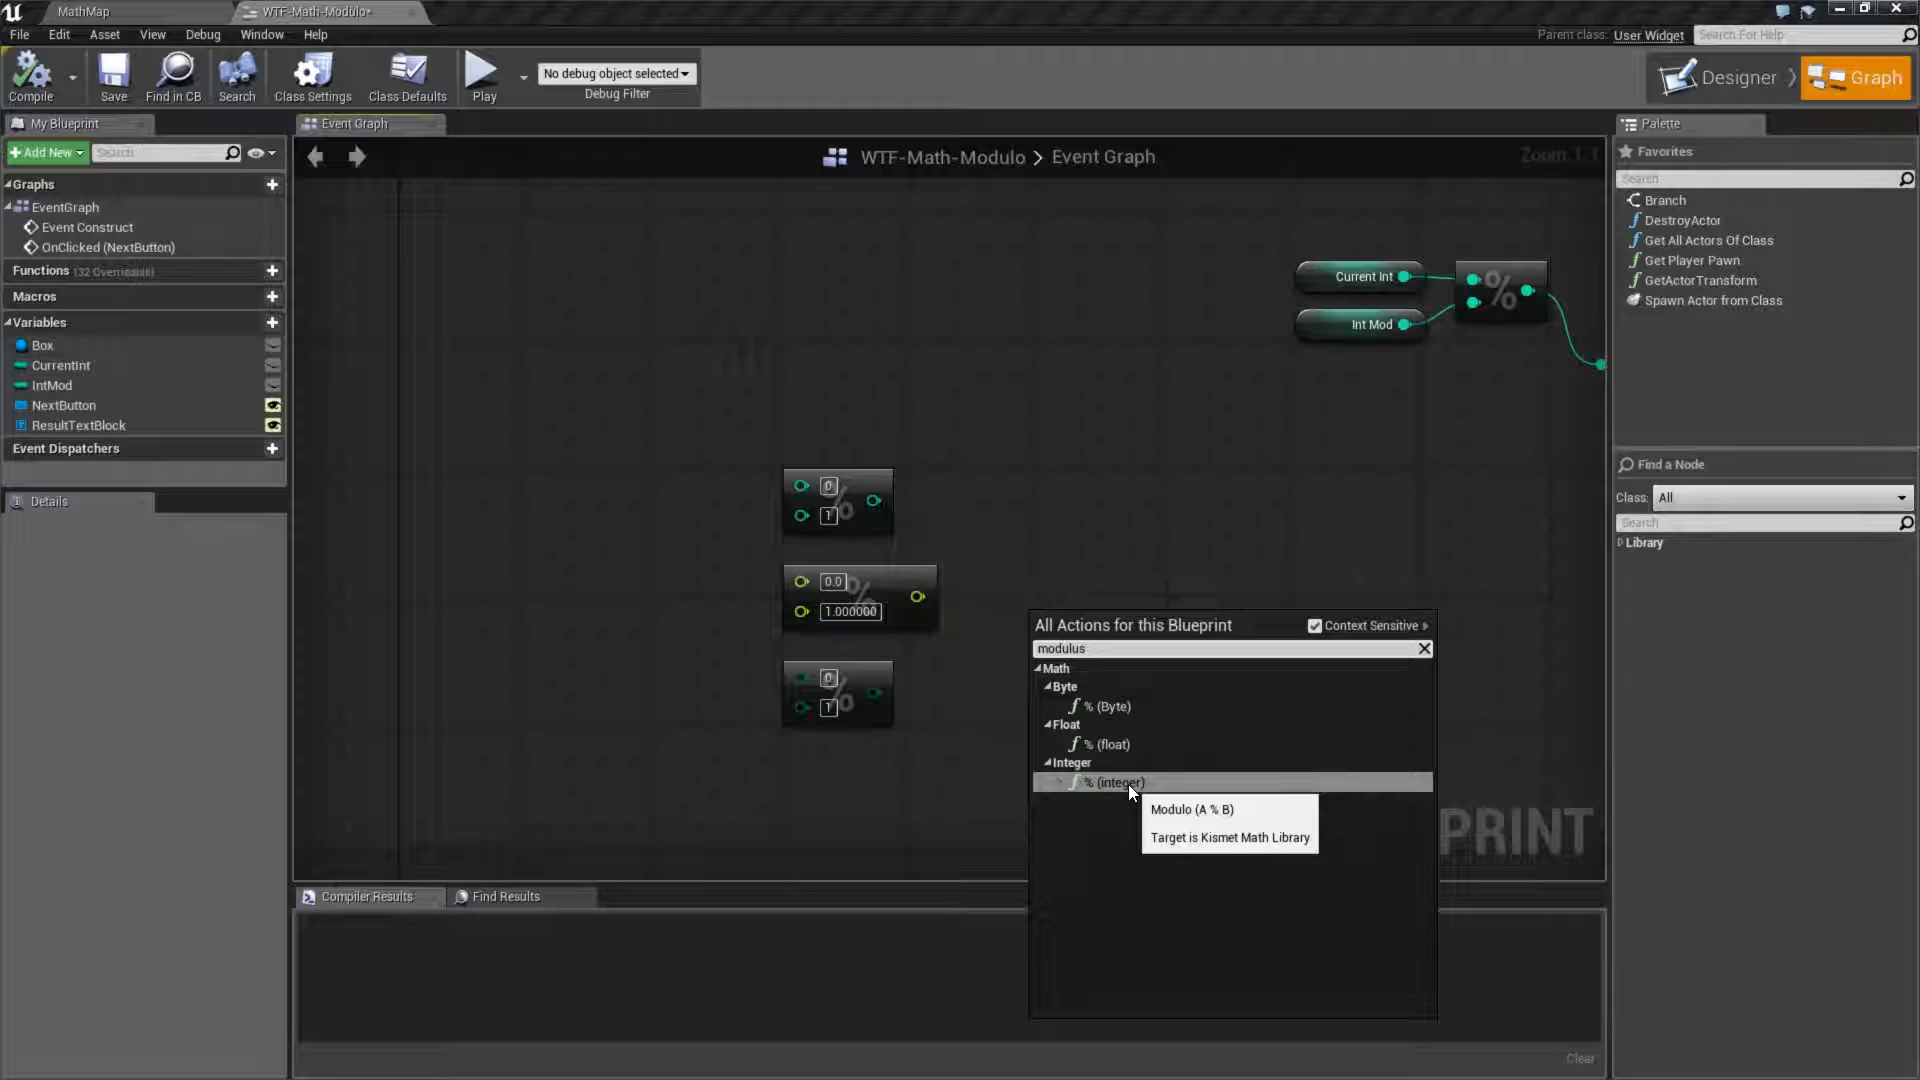 MathMap
WTF-Math-Modulo*
File Edit Asset View Debug Window Help
Parent class: User Widget
Search For Help
Compile
Save
Find in CB
Search
Class Settings
Class Defaults
Play
No debug object selected
Debug Filter
Designer
Graph
My Blueprint
Event Graph
Palette
Add New
Search
WTF-Math-Modulo > Event Graph
Zoom 1:1
Favorites
Search
Graphs
EventGraph
Event Construct
OnClicked (NextButton)
Functions (32 Overridable)
Macros
Variables
Box
CurrentInt
IntMod
NextButton
ResultTextBlock
Event Dispatchers
Details
Branch
DestroyActor
Get All Actors Of Class
Get Player Pawn
GetActorTransform
Spawn Actor from Class
Find a Node
Class: All
Search
Library
Current Int
Int Mod
%
0
1
%
0.0
1.000000
%
0
1
%
All Actions for this Blueprint
Context Sensitive
modulus
Math
Byte
% (Byte)
Float
% (float)
Integer
% (integer)
Modulo (A % B)
Target is Kismet Math Library
PRINT
Compiler Results
Find Results
Clear